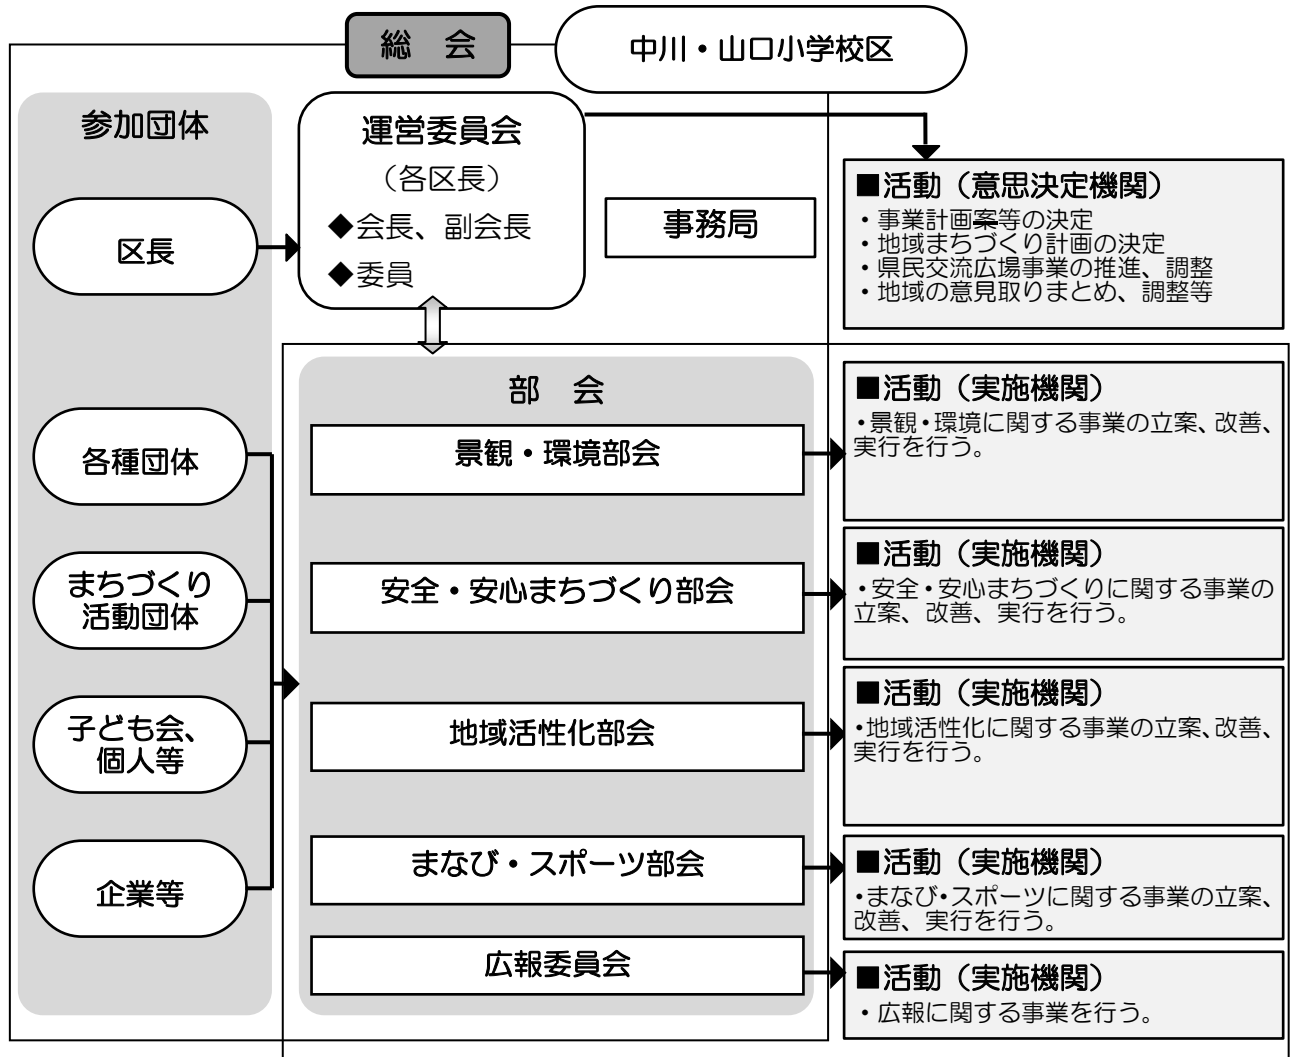 総　会
中川・山口小学校区
参加団体
区長
各種団体
まちづくり
活動団体
子ども会、
個人等
企業等
運営委員会
（各区長）
◆会長、副会長
◆委員
事務局
■活動（意思決定機関）
・事業計画案等の決定
・地域まちづくり計画の決定
・県民交流広場事業の推進、調整
・地域の意見取りまとめ、調整等
部　会
景観・環境部会
■活動（実施機関）
・景観・環境に関する事業の立案、改善、
実行を行う。
安全・安心まちづくり部会
■活動（実施機関）
・安全・安心まちづくりに関する事業の
立案、改善、実行を行う。
地域活性化部会
■活動（実施機関）
・地域活性化に関する事業の立案、改善、
実行を行う。
まなび・スポーツ部会
■活動（実施機関）
・まなび・スポーツに関する事業の立案、
改善、実行を行う。
広報委員会
■活動（実施機関）
・広報に関する事業を行う。